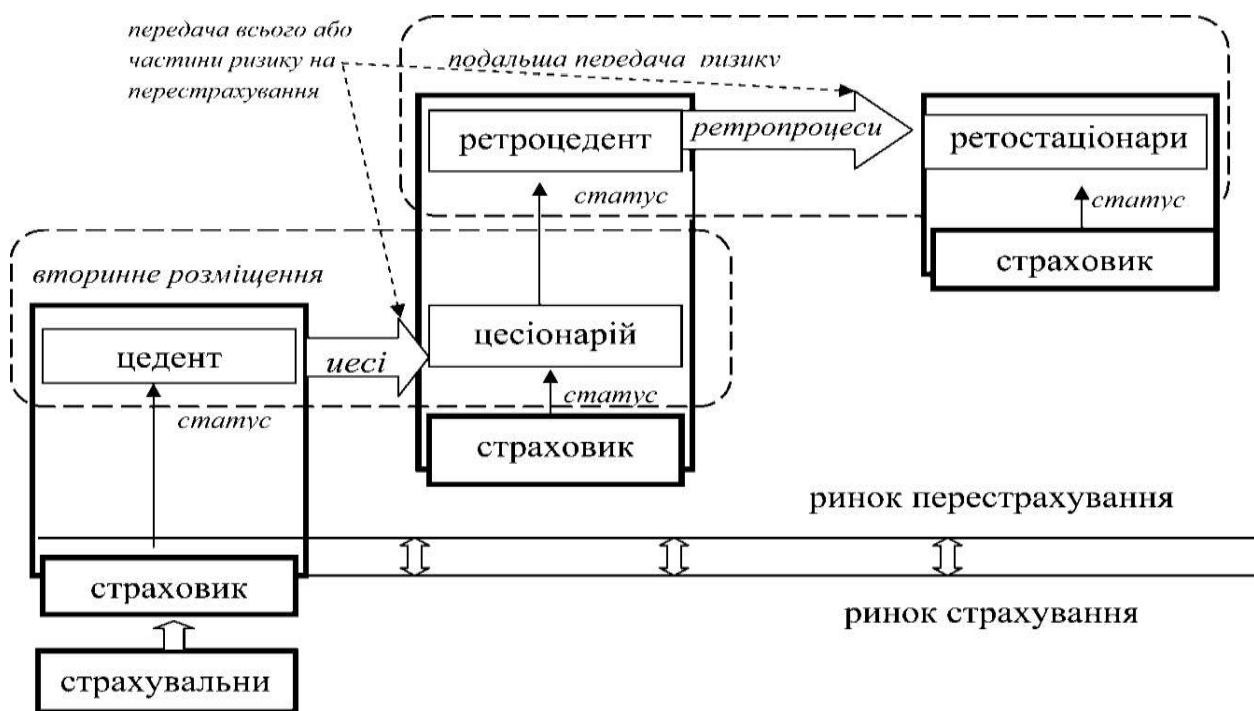 передача всього або
частини ризику на
перестрахування
подальша передача ризику
ретроцедент
ретропроцеси
ретостаціонари
статус
статус
страховик
вторинне розміщення
цедент
цесі
цесіонарій
статус
статус
страховик
ринок перестрахування
страховик
ринок страхування
страхувальни